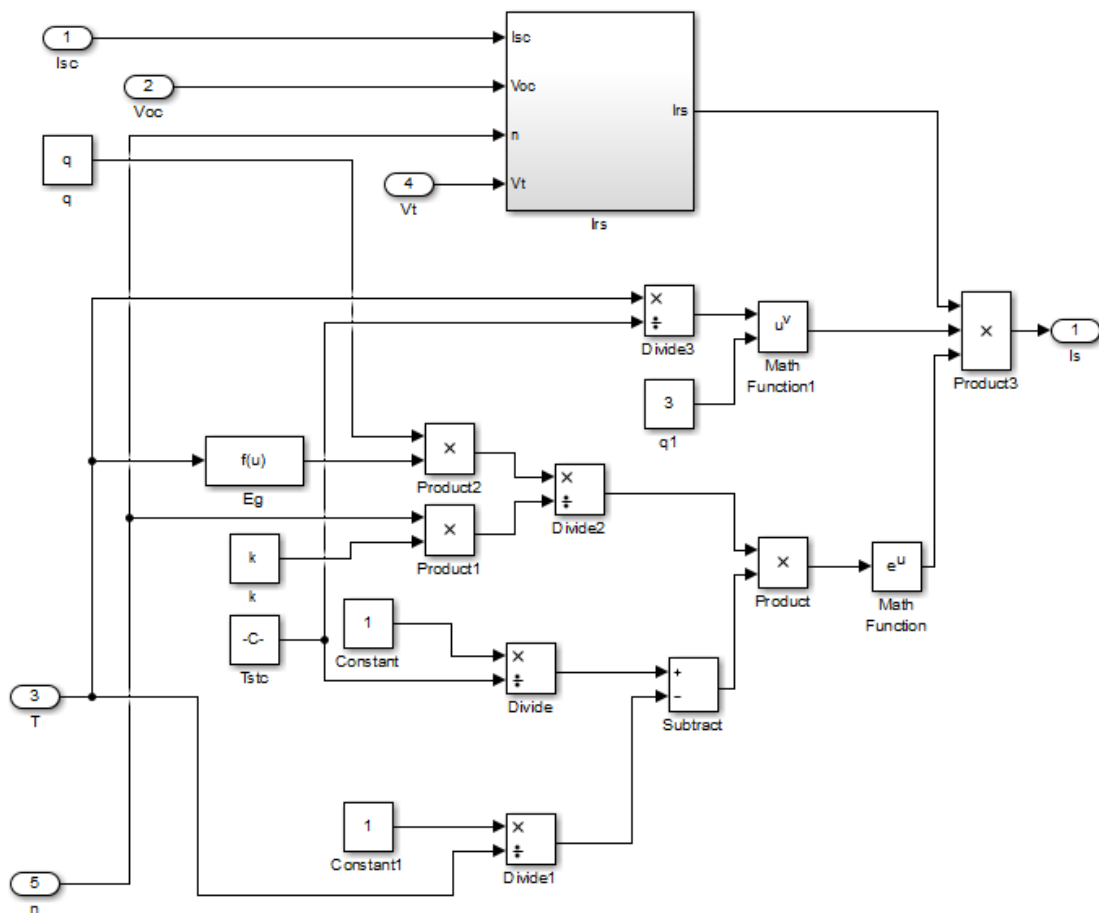 1
Isc
2
Voc
q
q
4
Vt
Isc
Voc
n
Vt
Irs
Irs
×
÷
Divide3
u^v
Math
Function1
3
q1
×
Product3
1
Is
f(u)
Eg
×
Product2
×
÷
Divide2
k
k
×
Product1
-C-
Tstc
1
Constant
×
÷
Divide
+
−
Subtract
×
Product
e^u
Math
Function
3
T
1
Constant1
×
÷
Divide1
5
n